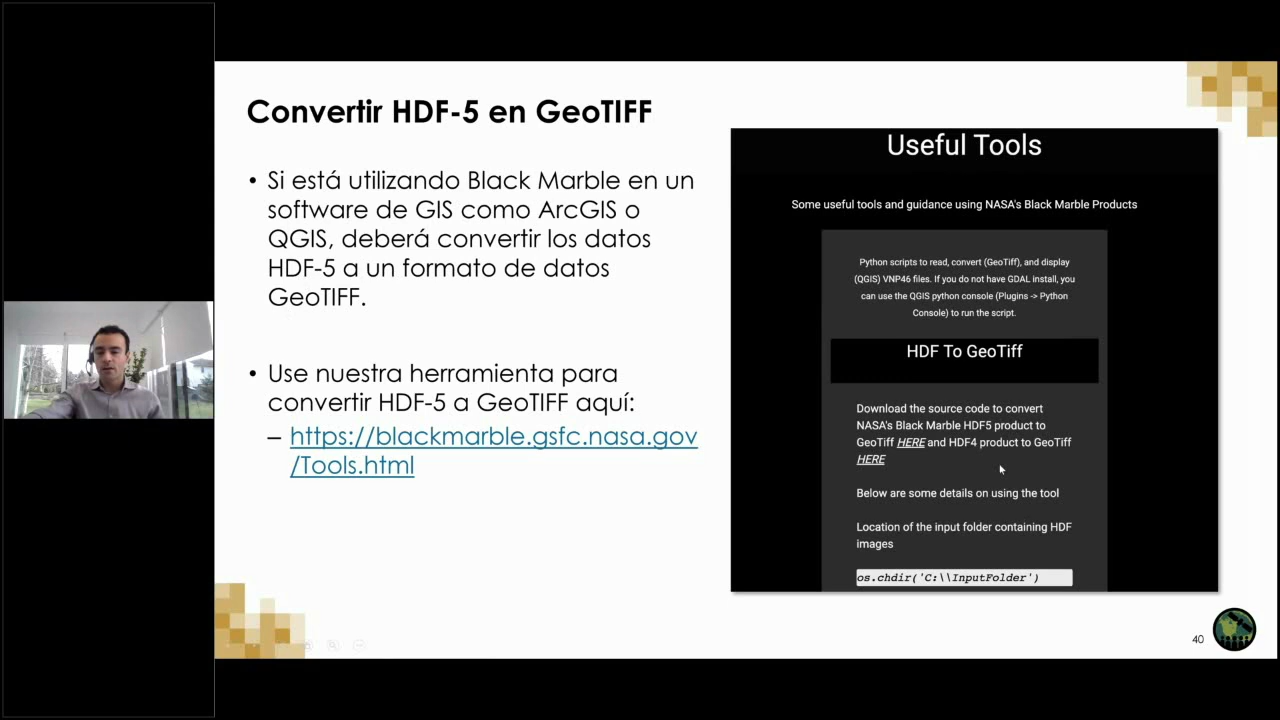 Convertir HDF-5 en GeoTIFF
• Si está utilizando Black Marble en un
software de GIS como ArcGIS o
QGIS, deberá convertir los datos
HDF-5 a un formato de datos
GeoTIFF.
• Use nuestra herramienta para
convertir HDF-5 a GeoTIFF aquí:
– https://blackmarble.gsfc.nasa.gov
/Tools.html
Useful Tools
Some useful tools and guidance using NASA's Black Marble Products
Python scripts to read, convert (GeoTiff), and display
(QGIS) VNP46 files. If you do not have GDAL install, you
can use the QGIS python console (Plugins -> Python
Console) to run the script.
HDF To GeoTiff
Download the source code to convert
NASA's Black Marble HDF5 product to
GeoTiff HERE and HDF4 product to GeoTiff
HERE
Below are some details on using the tool
Location of the input folder containing HDF
images
os.chdir('C:\\InputFolder')
40